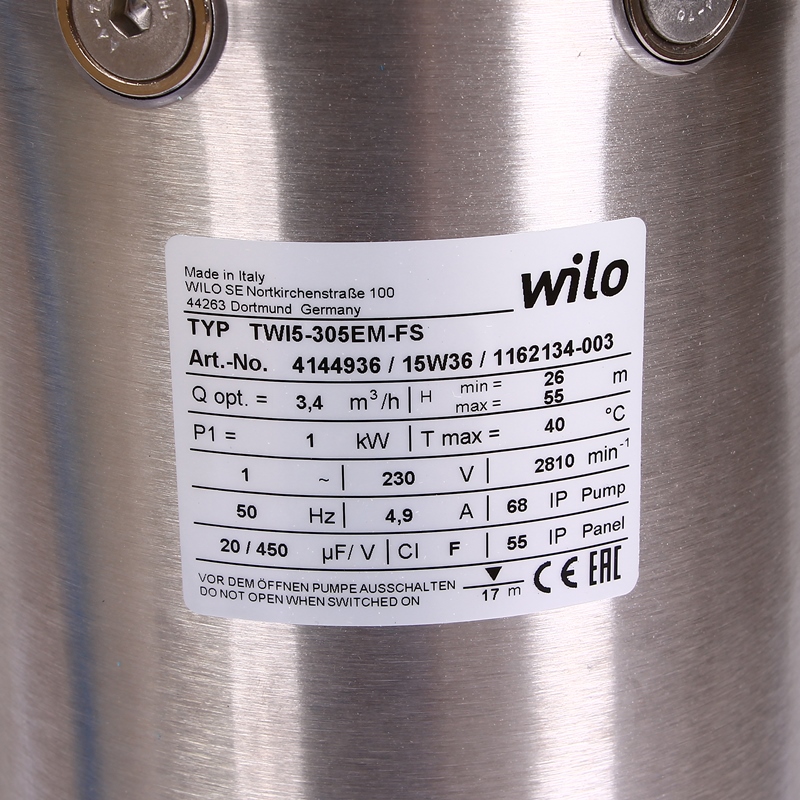 Made in Italy
WILO SE Nortkirchenstraße 100
44263 Dortmund Germany
wilo
TYP TWI5-305EM-FS
Art.-No. 4144936 / 15W36 / 1162134-003
Q opt. = 3,4 m³/h | H min = 26 m
max = 55
P1 = 1 kW | T max = 40 °C
1 ~ | 230 V | 2810 min⁻¹
50 Hz | 4,9 A | 68 IP Pump
20 / 450 µF/ V | Cl F | 55 IP Panel
VOR DEM ÖFFNEN PUMPE AUSSCHALTEN
DO NOT OPEN WHEN SWITCHED ON
17 m
CE EAC